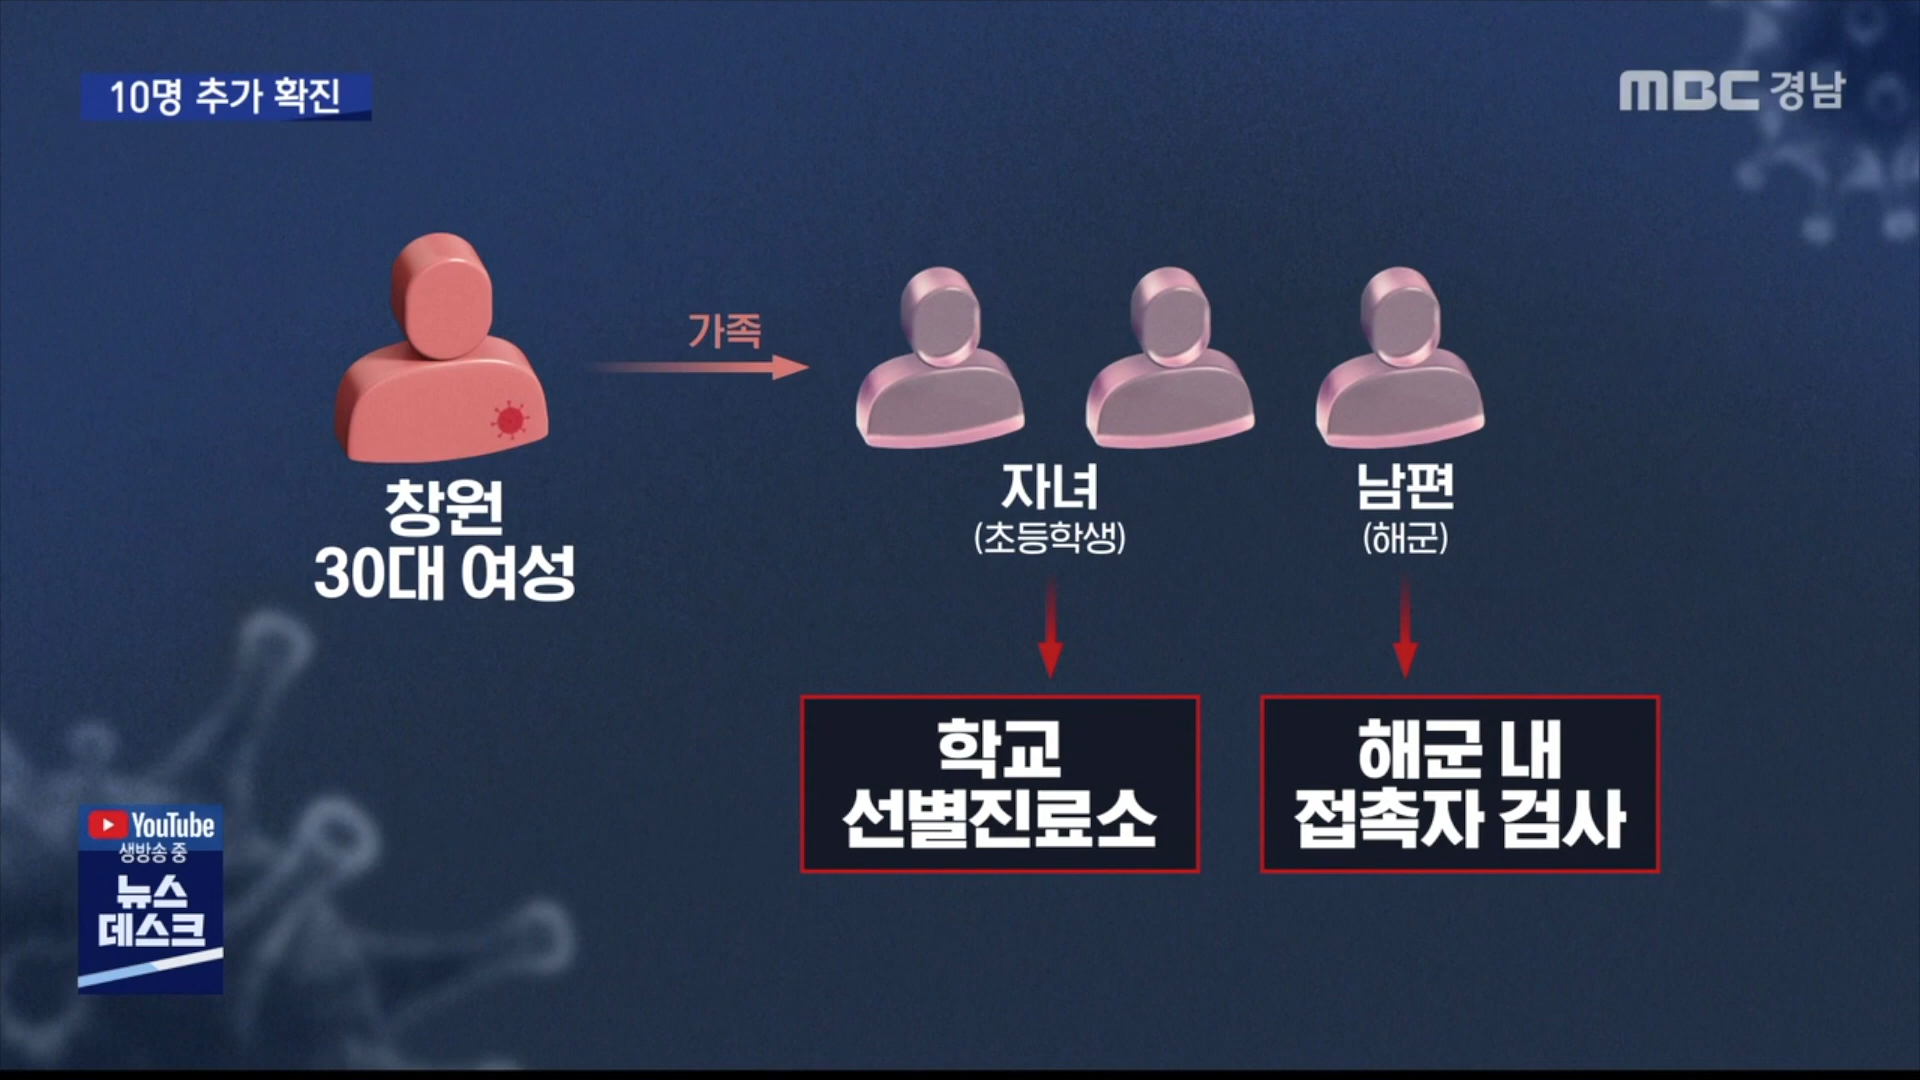 10명 추가 확진
MBC 경남
가족
창원
30대 여성
자녀
(초등학생)
남편
(해군)
학교
선별진료소
해군 내
접촉자 검사
YouTube
생방송 중
뉴스
데스크